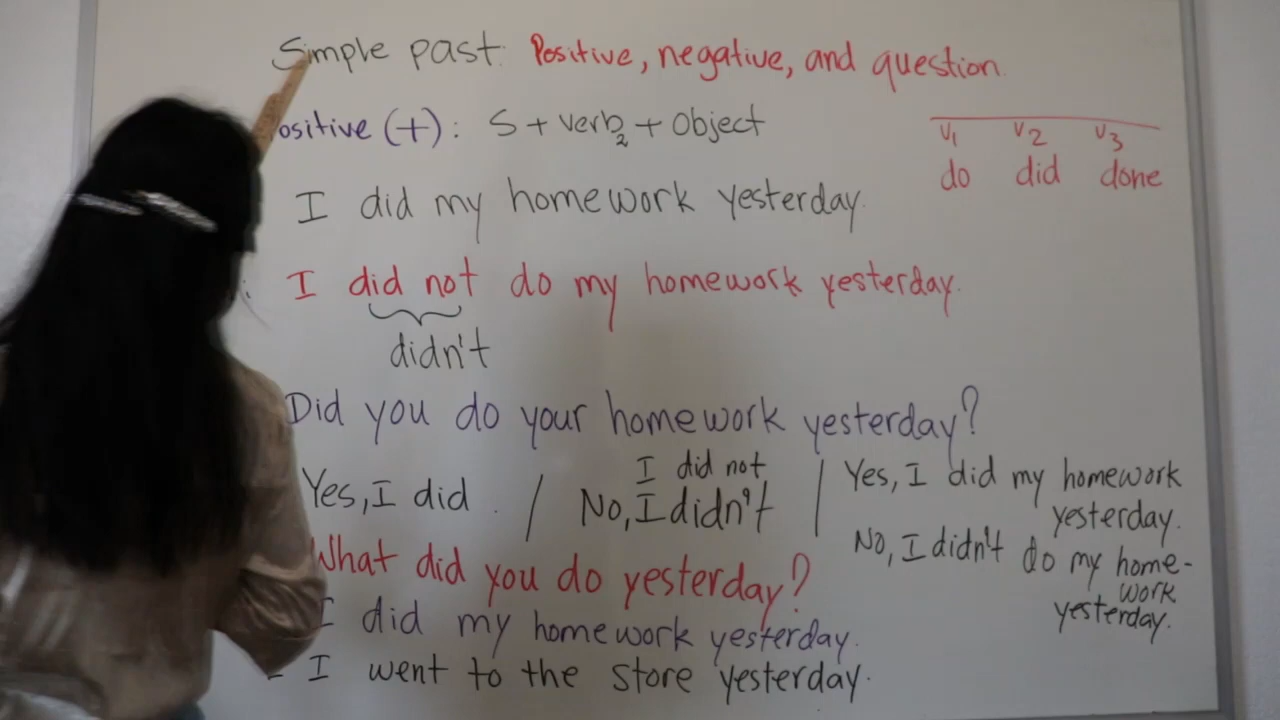 Simple past: Positive, negative, and question.
ositive (+): S + verb2 + Object
V1 V2 V3
do did done
I did my homework yesterday.
I did not do my homework yesterday.
didn't
Did you do your homework yesterday?
I did not
Yes, I did. / No, I didn't | Yes, I did my homework
yesterday.
No, I didn't do my home-
work
yesterday.
What did you do yesterday?
I did my homework yesterday.
- I went to the store yesterday.